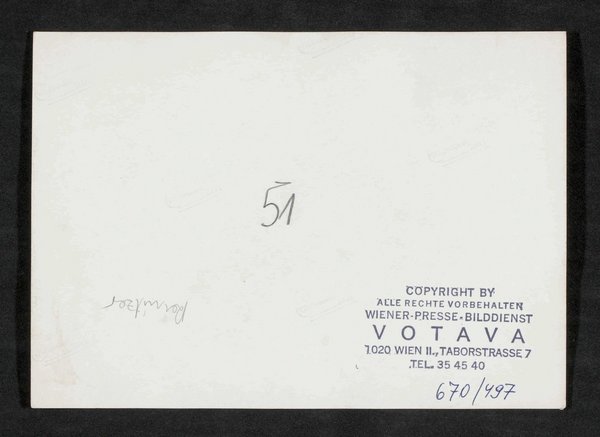 51
COPYRIGHT BY
ALLE RECHTE VORBEHALTEN
WIENER-PRESSE-BILDDIENST
VOTAVA
1020 WIEN II., TABORSTRASSE 7
TEL. 35 45 40
670/497